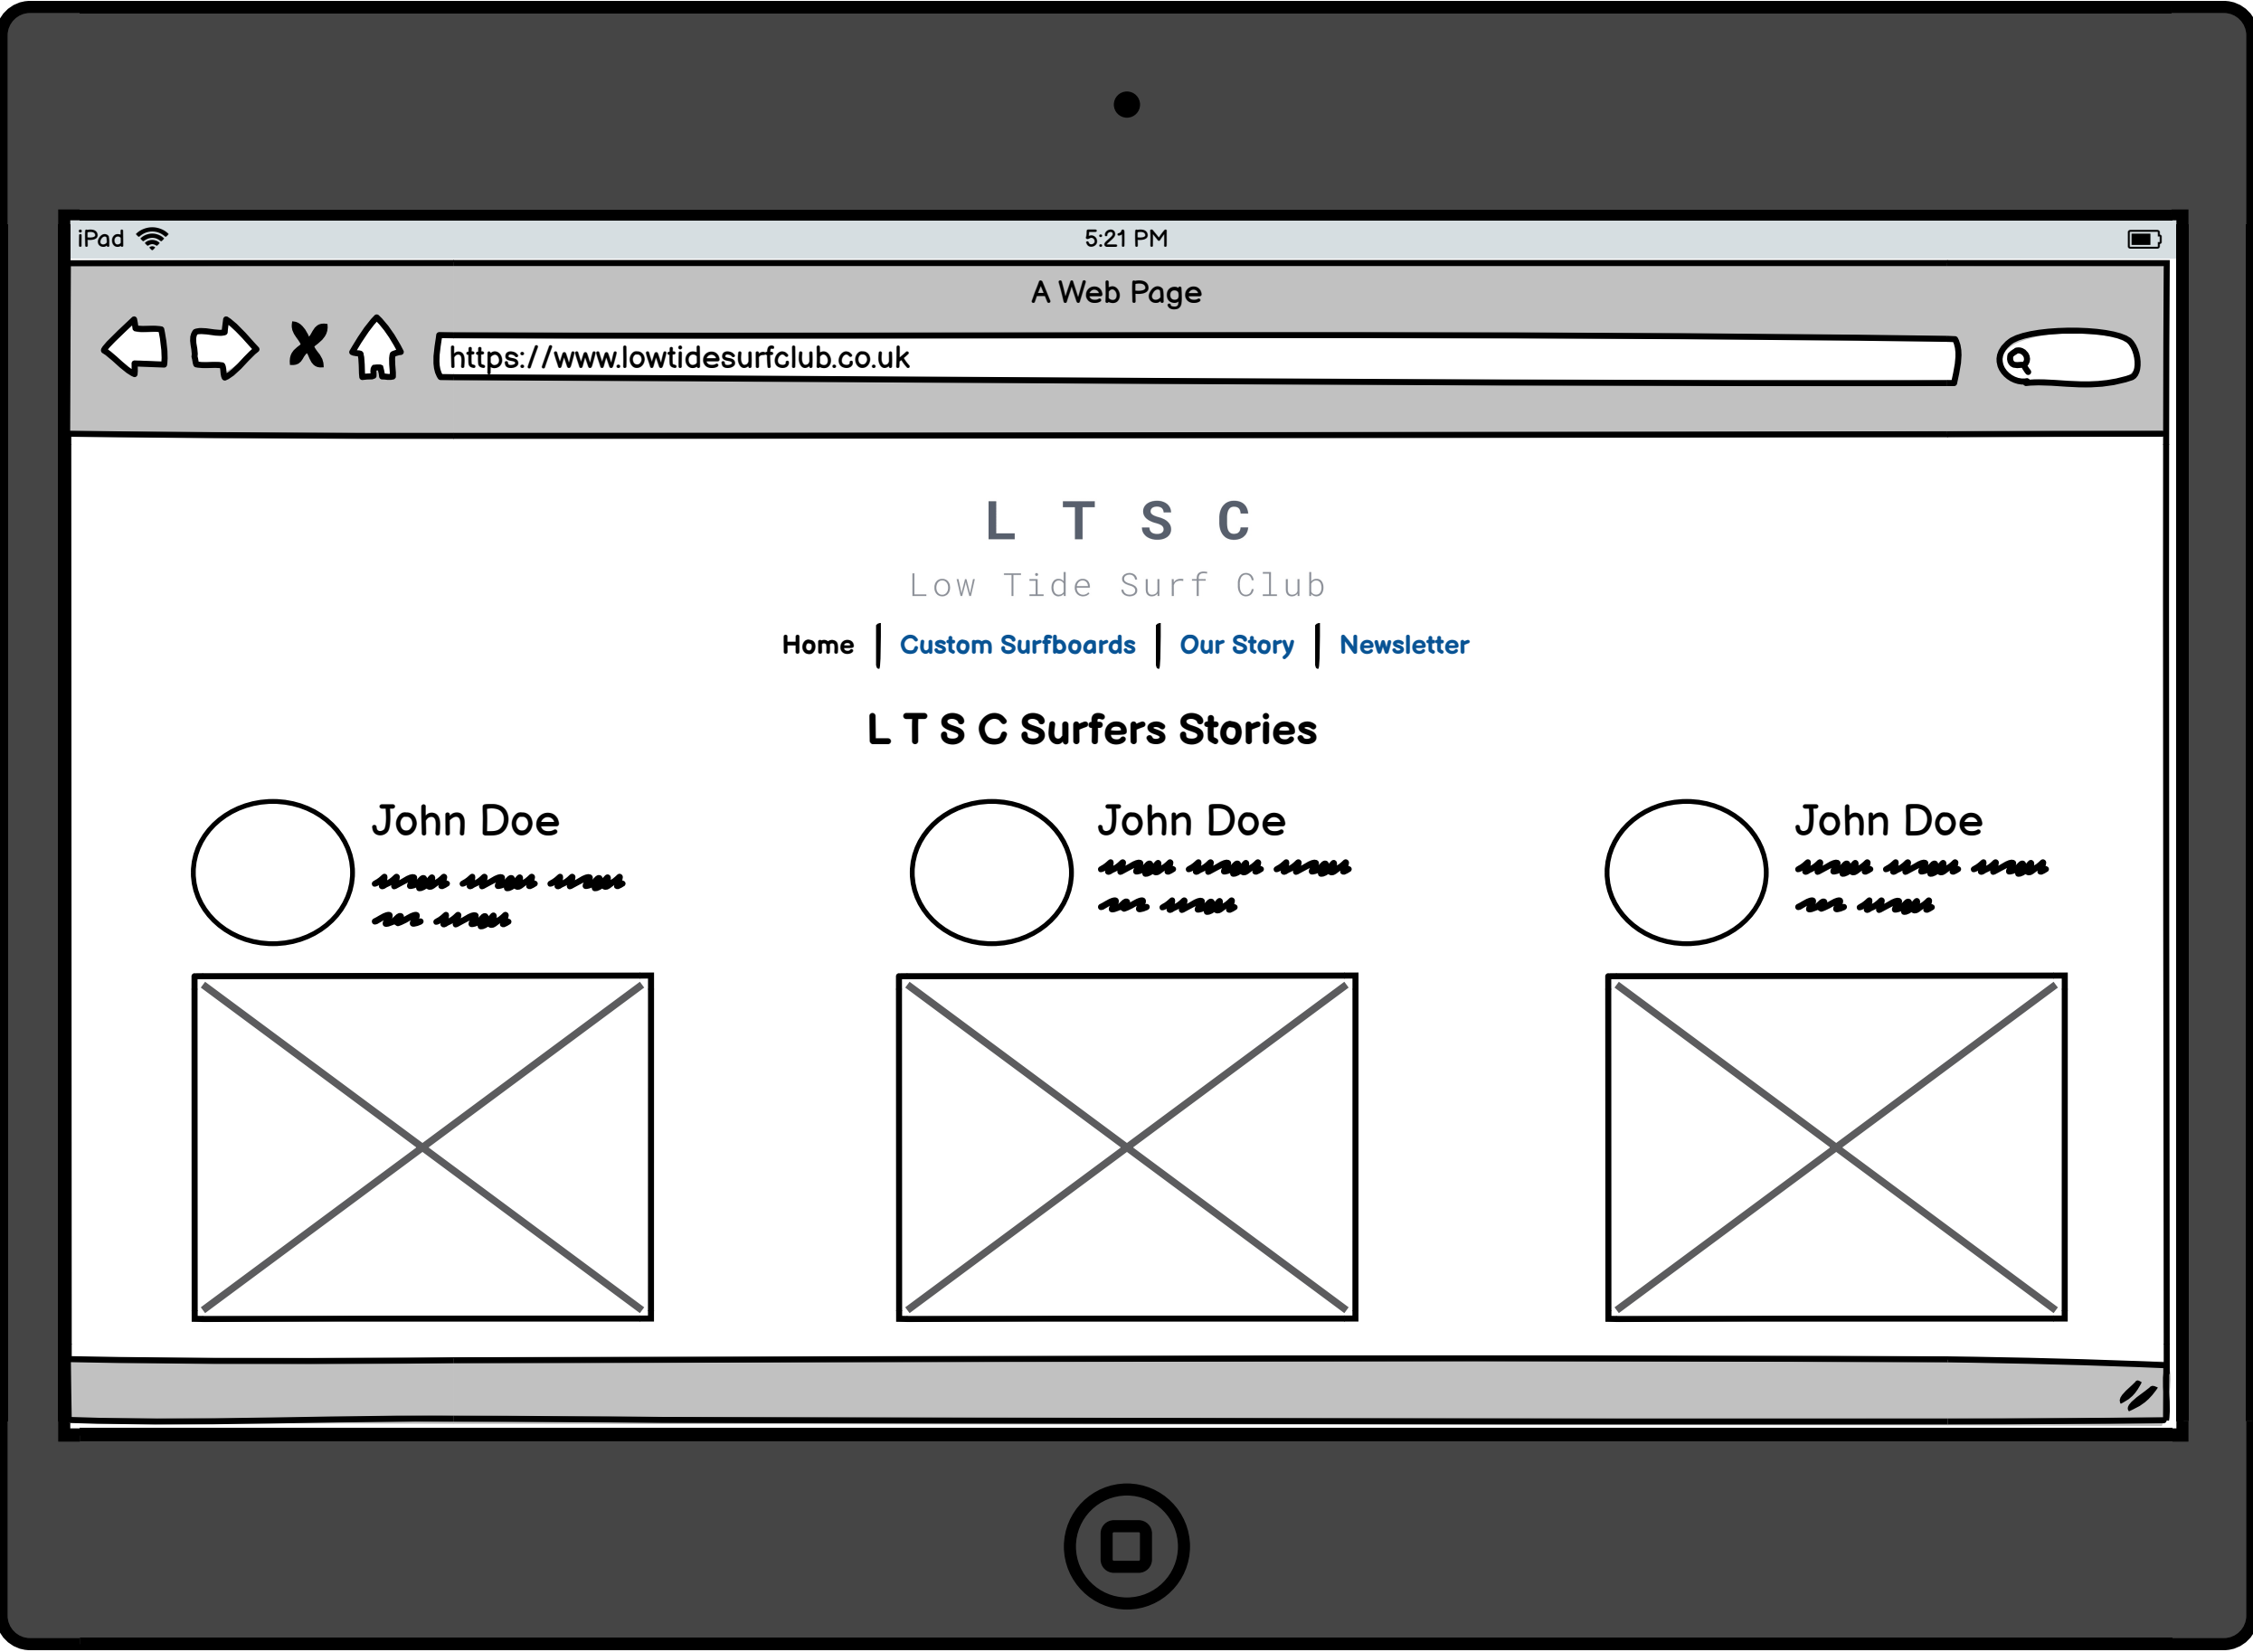 iPad 5:21 PM
A Web Page
https://www.lowtidesurfclub.co.uk
L T S C
Low Tide Surf Club
Home Custom Surfboards Our Story Newsletter
L T S C Surfers Stories
John Doe John Doe John Doe